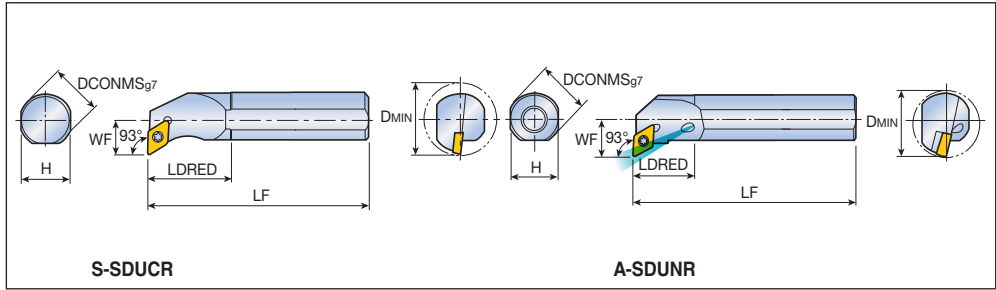 DCONMSg7
H
WF
93°
LDRED
LF
DMIN
S-SDUCR
DCONMSg7
H
WF
93°
LDRED
LF
DMIN
A-SDUNR